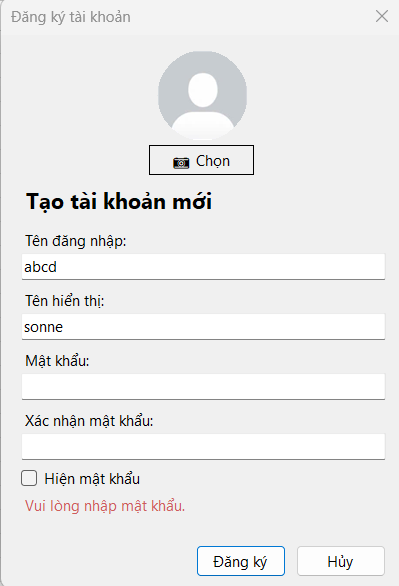 Đăng ký tài khoản
Chọn
Tạo tài khoản mới
Tên đăng nhập:
abcd
Tên hiển thị:
sonne
Mật khẩu:
Xác nhận mật khẩu:
Hiện mật khẩu
Vui lòng nhập mật khẩu.
Đăng ký Hủy